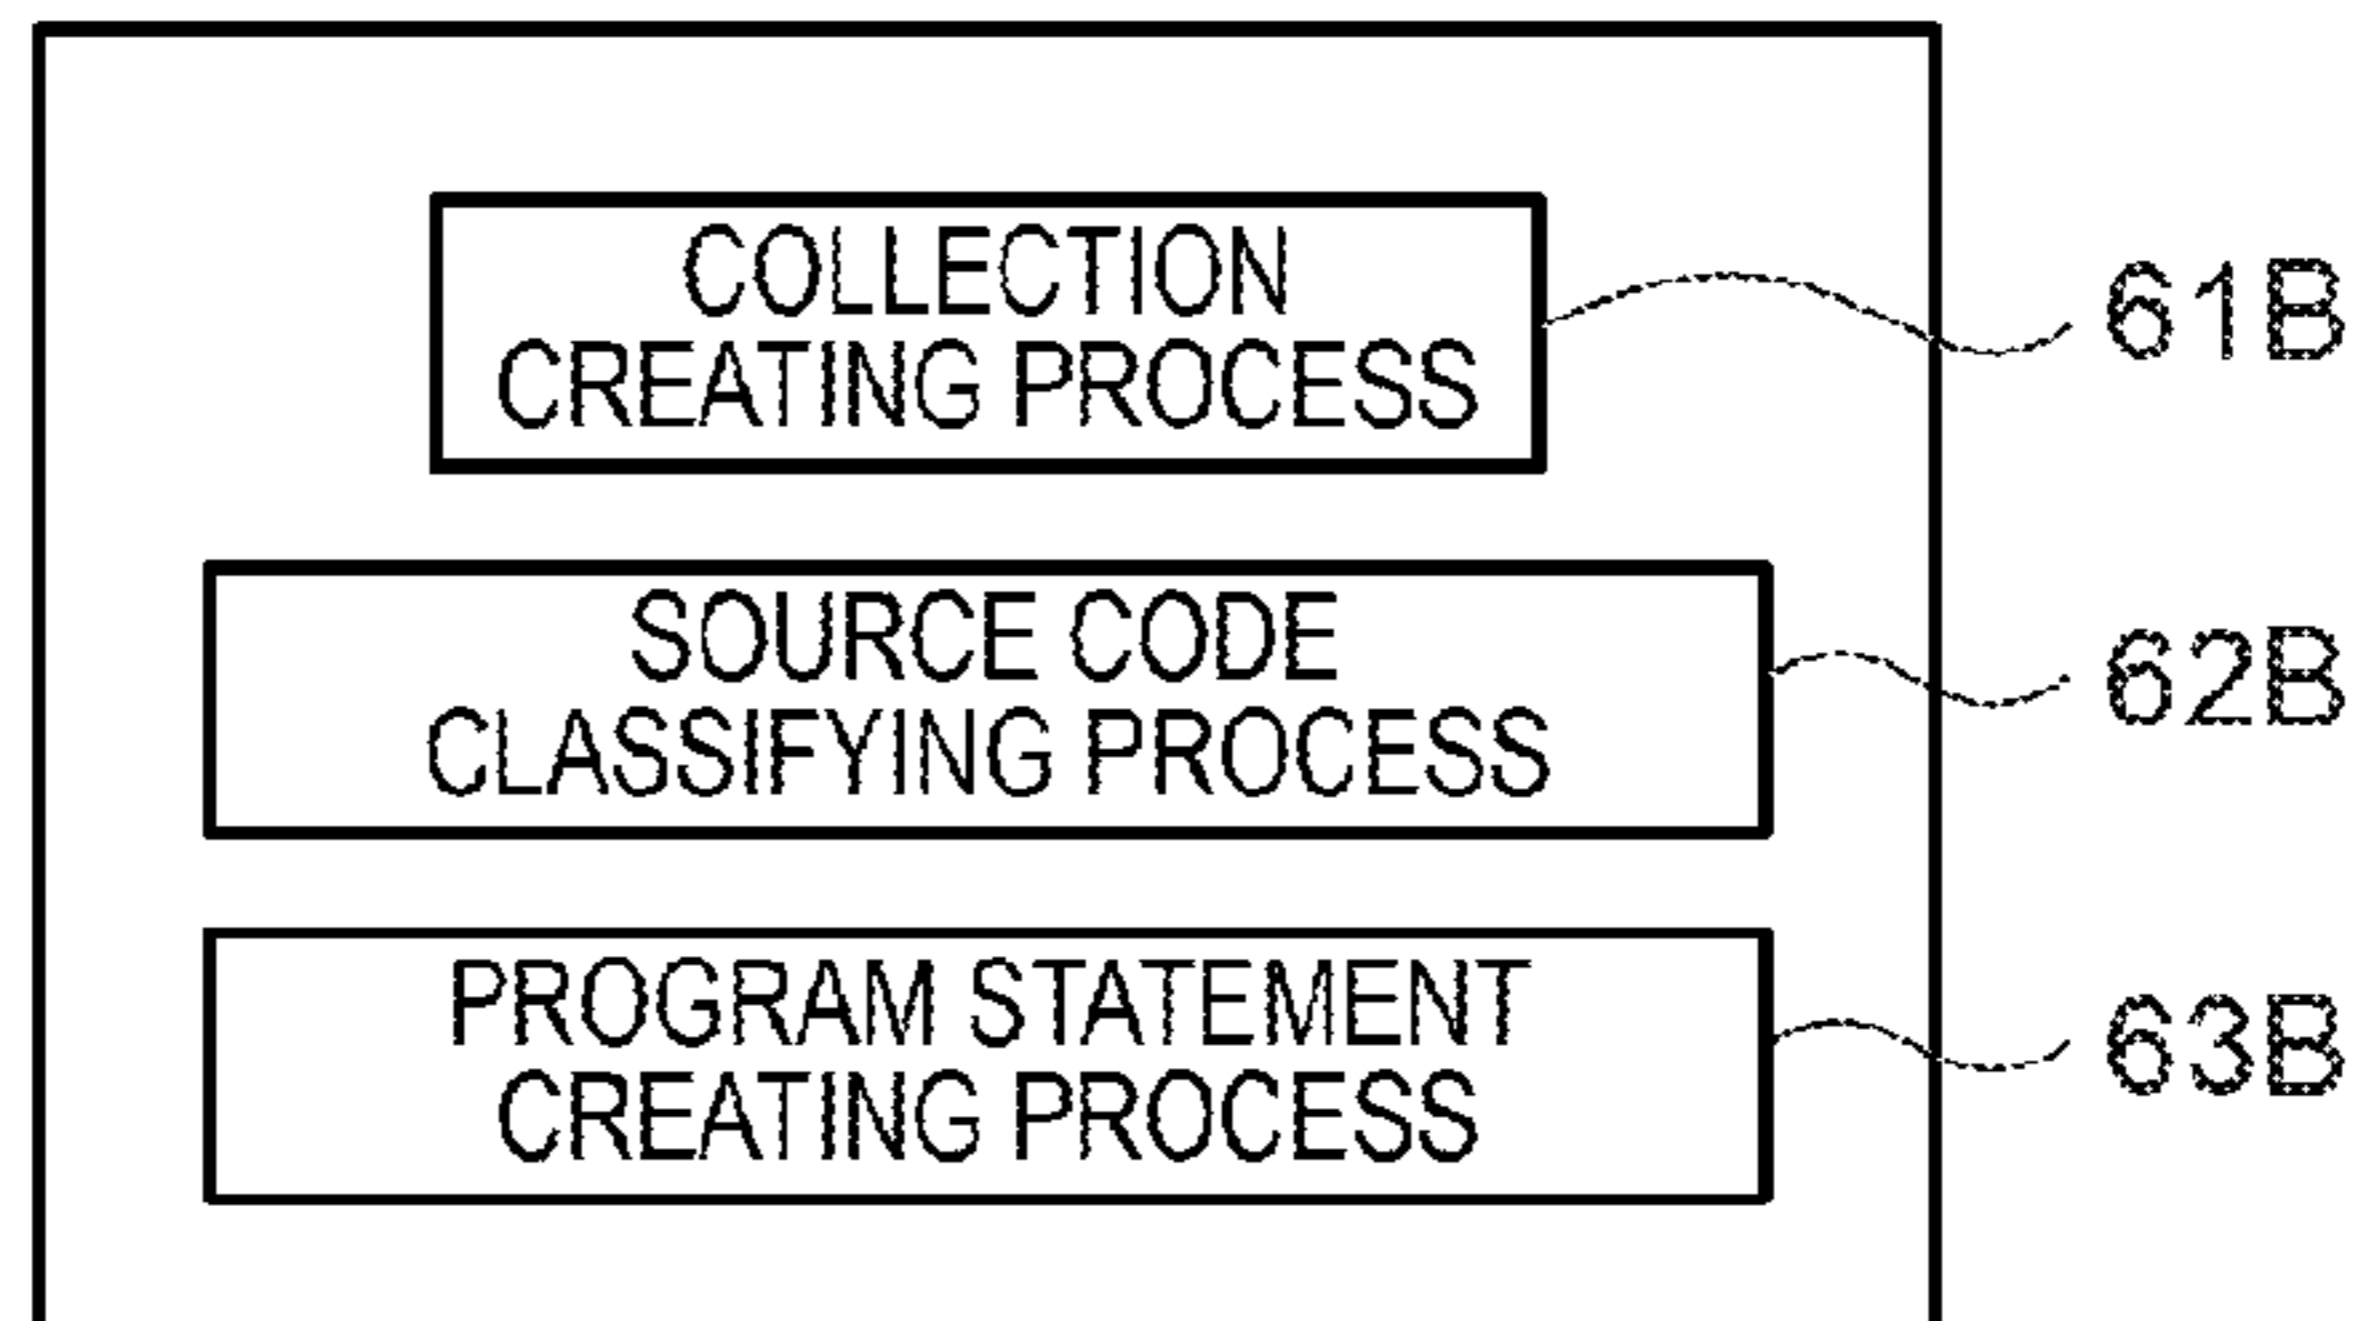 COLLECTION
CREATING PROCESS
61B
SOURCE CODE
CLASSIFYING PROCESS
62B
PROGRAM STATEMENT
CREATING PROCESS
63B